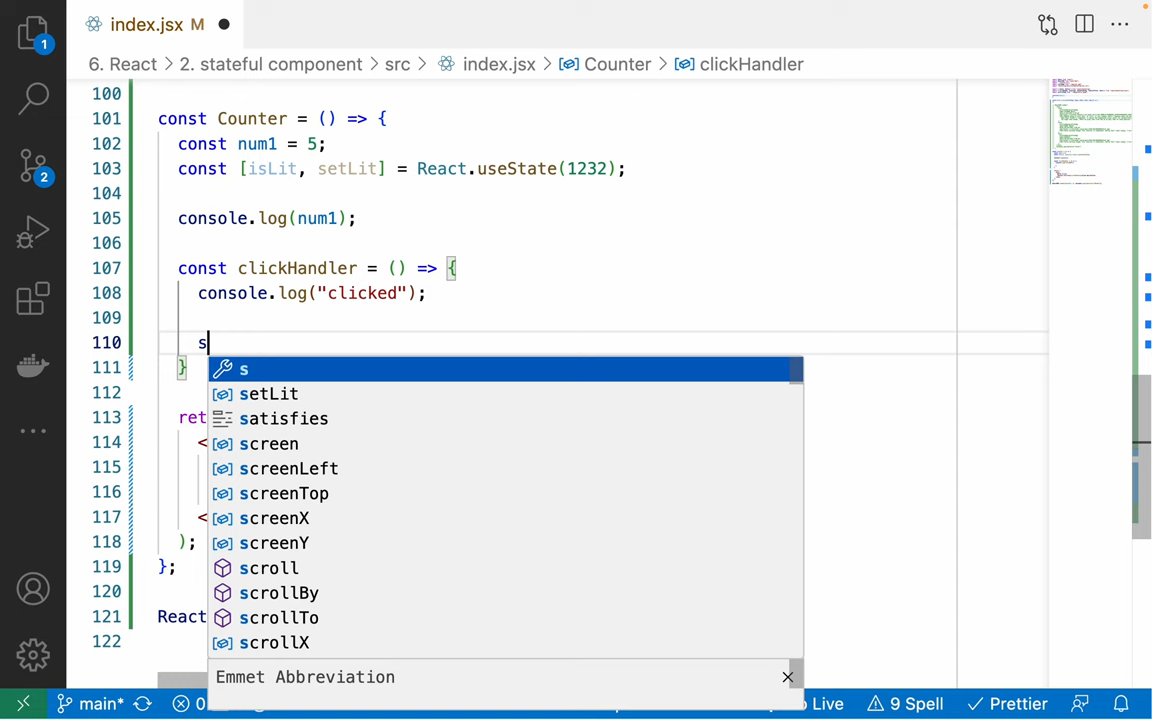 index.jsx M
6. React > 2. stateful component > src > index.jsx > Counter > clickHandler
1
2
100
101 const Counter = () => {
102 const num1 = 5;
103 const [isLit, setLit] = React.useState(1232);
104
105 console.log(num1);
106
107 const clickHandler = () => {
108 console.log("clicked");
109
110 s
111 }
112
113 ret
114 <
115
116
117 <
118 );
119 };
120
121 React
122
s
setLit
satisfies
screen
screenLeft
screenTop
screenX
screenY
scroll
scrollBy
scrollTo
scrollX
Emmet Abbreviation
main* 0 Live 9 Spell Prettier